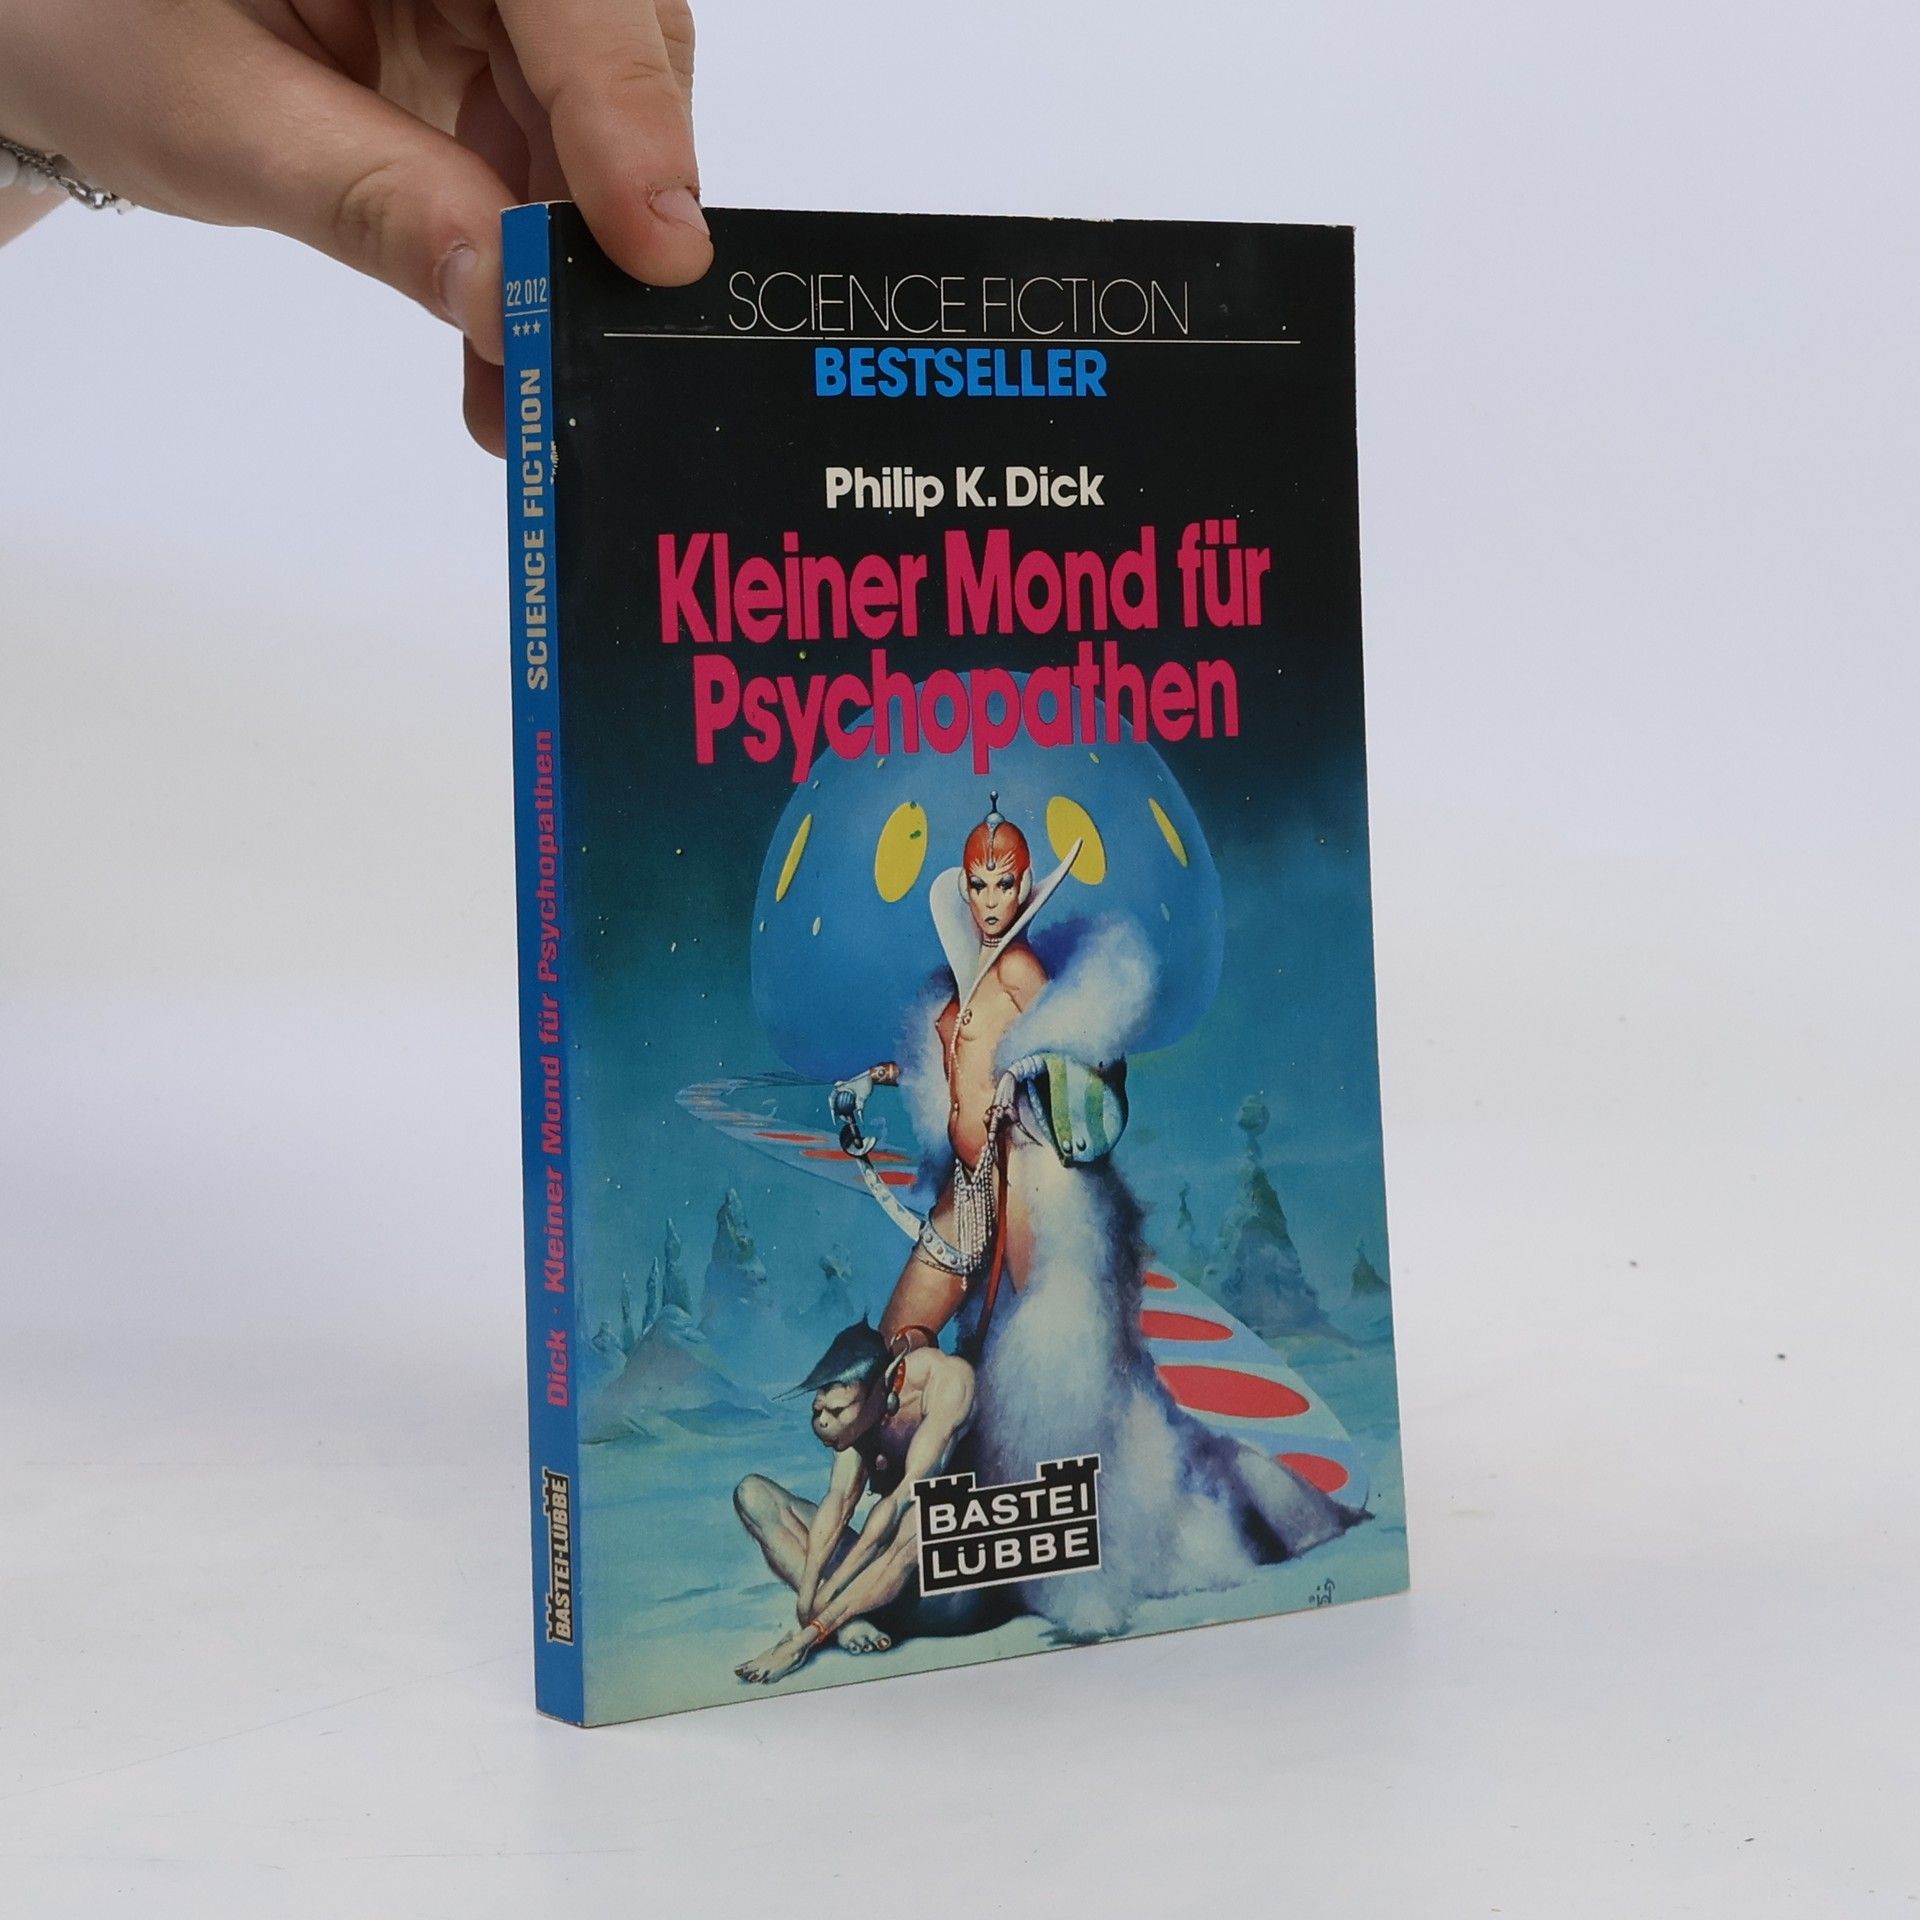 SCIENCE FICTION
BESTSELLER
Philip K. Dick
Kleiner Mond für
Psychopathen
BASTEI
LÜBBE
22 012
***
Dick · Kleiner Mond für Psychopathen · SCIENCE FICTION
BASTEI-LÜBBE